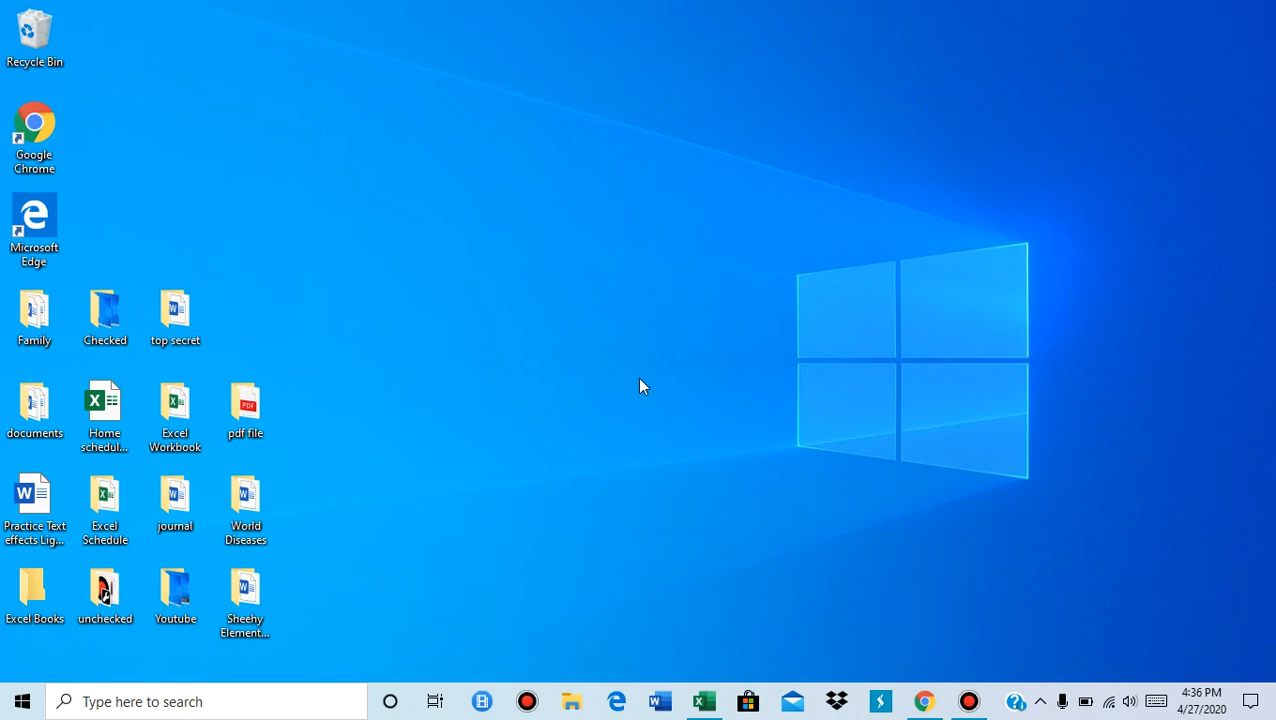 Recycle Bin
Google
Chrome
Microsoft
Edge
Family
Checked
top secret
documents
Home
schedul...
Excel
Workbook
pdf file
PDF
Practice Text
effects Lig...
Excel
Schedule
journal
World
Diseases
Excel Books
unchecked
Youtube
Sheehy
Element...
Type here to search
4:36 PM
4/27/2020